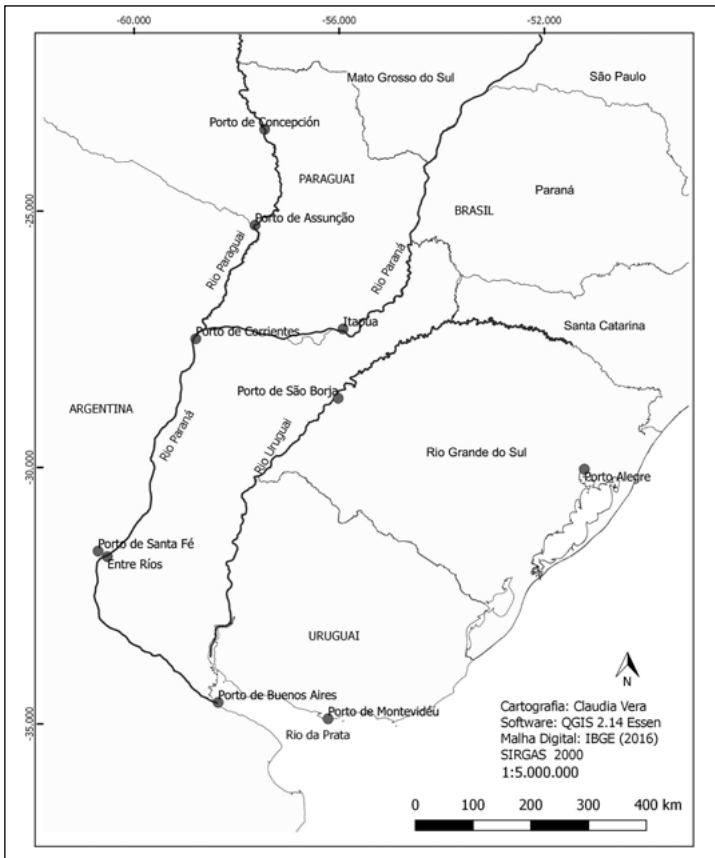 -60.000
-56.000
-52.000
Mato Grosso do Sul
São Paulo
Porto de Concepción
PARAGUAI
Paraná
-25.000
Porto de Assunção
BRASIL
Rio Paraguai
Rio Paraná
Itapúa
Porto de Corrientes
Santa Catarina
Porto de São Borja
ARGENTINA
Rio Paraná
Rio Uruguai
Rio Grande do Sul
-30.000
Porto Alegre
Porto de Santa Fé
Entre Ríos
URUGUAI
N
Porto de Buenos Aires
Porto de Montevidéu
-35.000
Rio da Prata
Cartografia: Claudia Vera
Software: QGIS 2.14 Essen
Malha Digital: IBGE (2016)
SIRGAS 2000
1:5.000.000
0 100 200 300 400 km